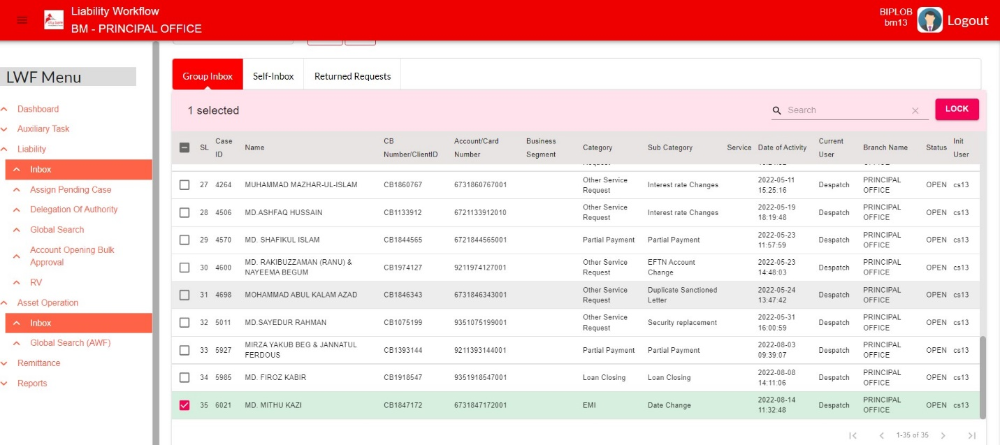 Liability Workflow
BM - PRINCIPAL OFFICE
BIPLOB
brn13
Logout
LWF Menu
Dashboard
Auxiliary Task
Liability
Inbox
Assign Pending Case
Delegation Of Authority
Global Search
Account Opening Bulk
Approval
RV
Asset Operation
Inbox
Global Search (AWF)
Remittance
Reports
Group Inbox Self-Inbox Returned Requests
1 selected
Search
LOCK
SL Case ID Name CB Number/ClientID Account/Card Number Business Segment Category Sub Category Service Date of Activity Current User Branch Name Status Init User
27 4264 MUHAMMAD MAZHAR-UL-ISLAM CB1860767 6731860767001 Other Service Request Interest rate Changes 2022-05-11 15:25:16 Despatch PRINCIPAL OFFICE OPEN cs13
28 4506 MD.ASHFAQ HUSSAIN CB1133912 6721133912010 Other Service Request Interest rate Changes 2022-05-19 18:19:48 Despatch PRINCIPAL OFFICE OPEN cs13
29 4570 MD. SHAFIKUL ISLAM CB1844565 6721844565001 Partial Payment Partial Payment 2022-05-23 11:57:59 Despatch PRINCIPAL OFFICE OPEN cs13
30 4600 MD. RAKIBUZZAMAN (RANU) & NAYEEMA BEGUM CB1974127 9211974127001 Other Service Request EFTN Account Change 2022-05-23 14:48:03 Despatch PRINCIPAL OFFICE OPEN cs13
31 4698 MOHAMMAD ABUL KALAM AZAD CB1846343 6731846343001 Other Service Request Duplicate Sanctioned Letter 2022-05-24 13:47:42 Despatch PRINCIPAL OFFICE OPEN cs13
32 5011 MD.SAYEDUR RAHMAN CB1075199 9351075199001 Other Service Request Security replacement 2022-05-31 16:00:59 Despatch PRINCIPAL OFFICE OPEN cs13
33 5927 MIRZA YAKUB BEG & JANNATUL FERDOUS CB1393144 9211393144001 Partial Payment Partial Payment 2022-08-03 09:39:07 Despatch PRINCIPAL OFFICE OPEN cs13
34 5985 MD. FIROZ KABIR CB1918547 9351918547001 Loan Closing Loan Closing 2022-08-08 14:11:06 Despatch PRINCIPAL OFFICE OPEN cs13
35 6021 MD. MITHU KAZI CB1847172 6731847172001 EMI Date Change 2022-08-14 11:32:48 Despatch PRINCIPAL OFFICE OPEN cs13
1-35 of 35